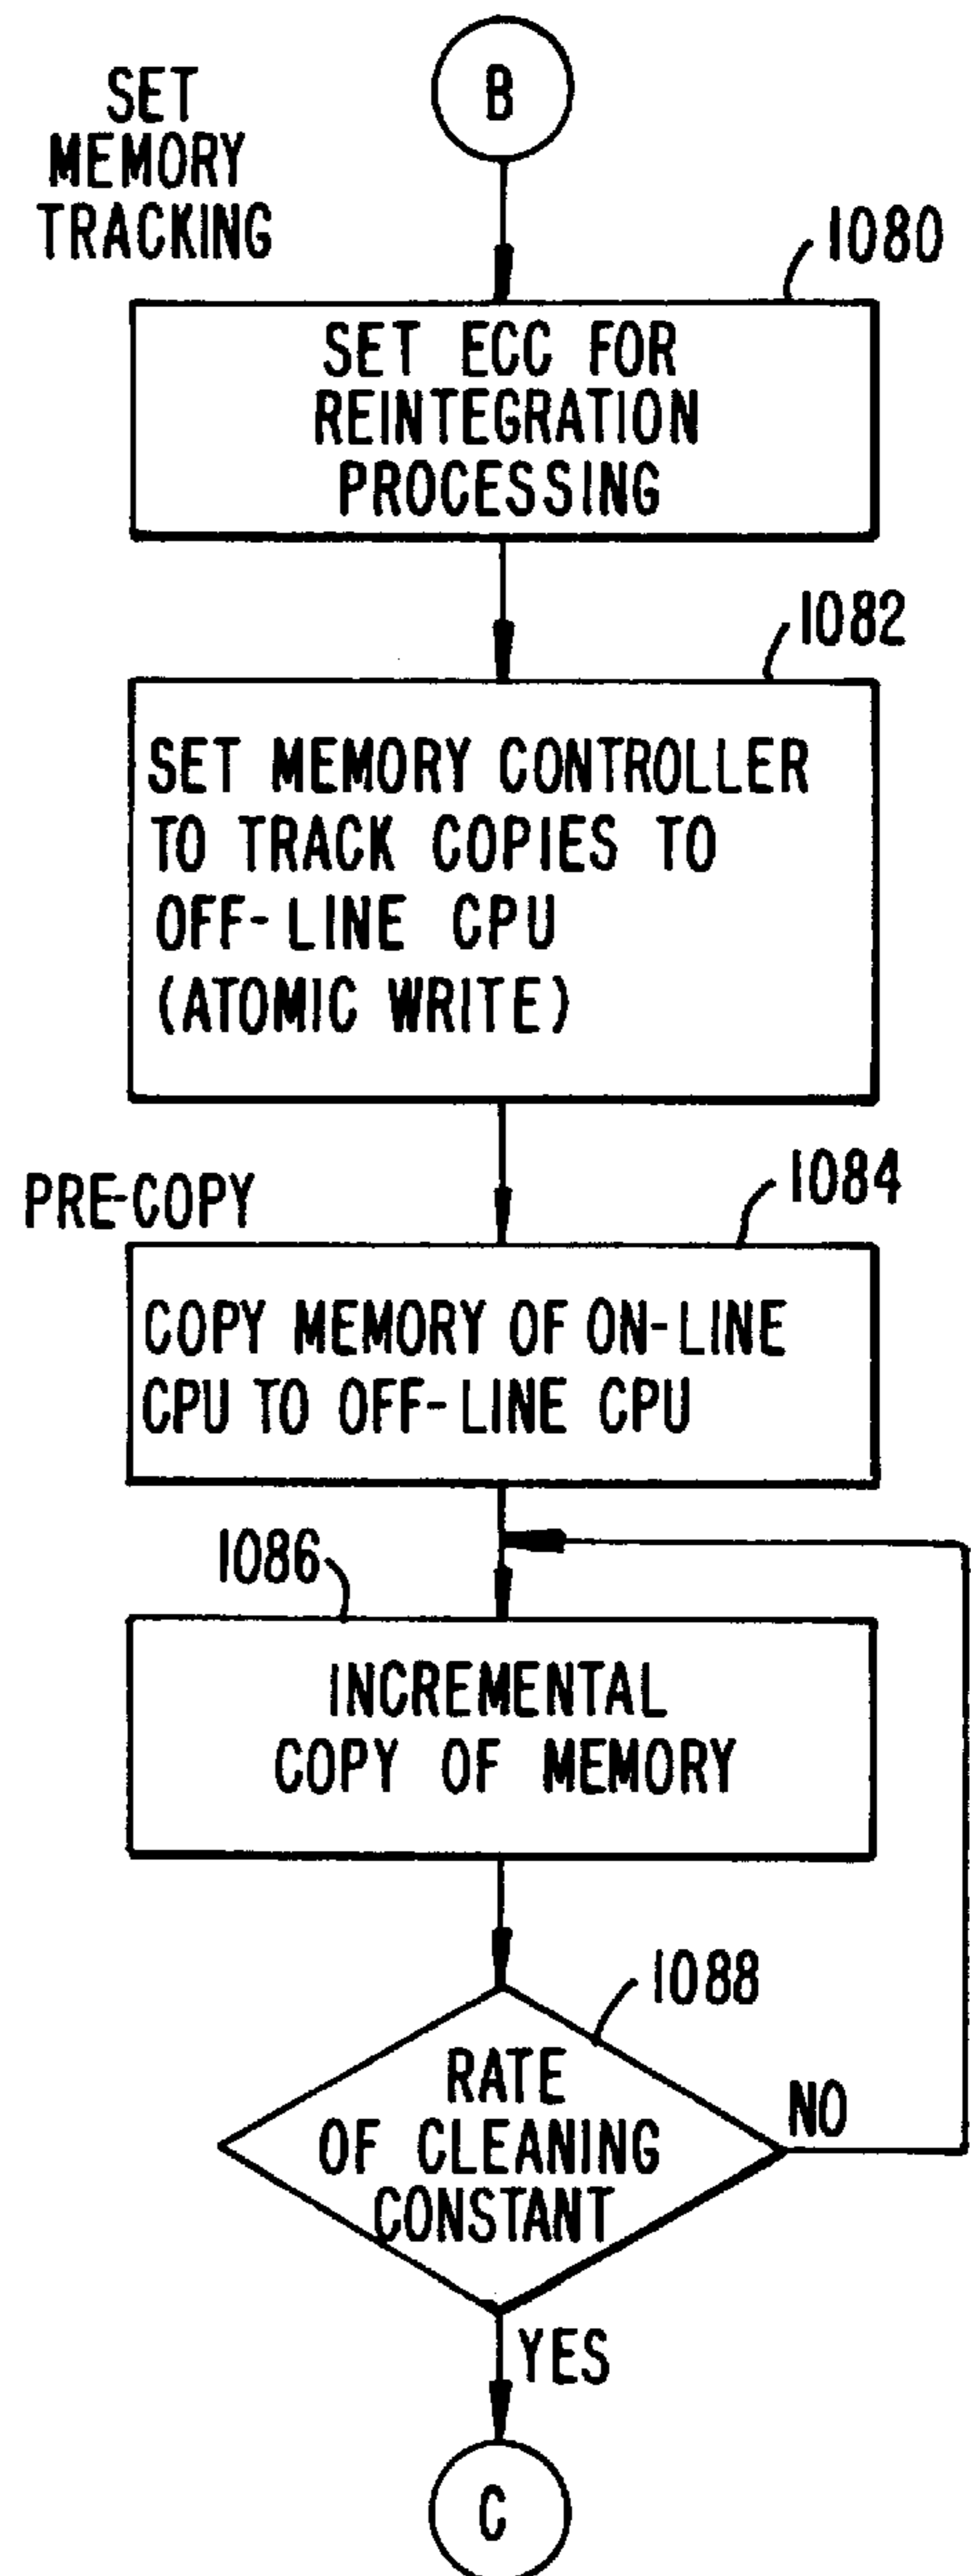 B
SET
MEMORY
TRACKING
1080
SET ECC FOR
REINTEGRATION
PROCESSING
1082
SET MEMORY CONTROLLER
TO TRACK COPIES TO
OFF-LINE CPU
(ATOMIC WRITE)
PRE-COPY
1084
COPY MEMORY OF ON-LINE
CPU TO OFF-LINE CPU
1086
INCREMENTAL
COPY OF MEMORY
1088
RATE
OF CLEANING
CONSTANT
NO
YES
C